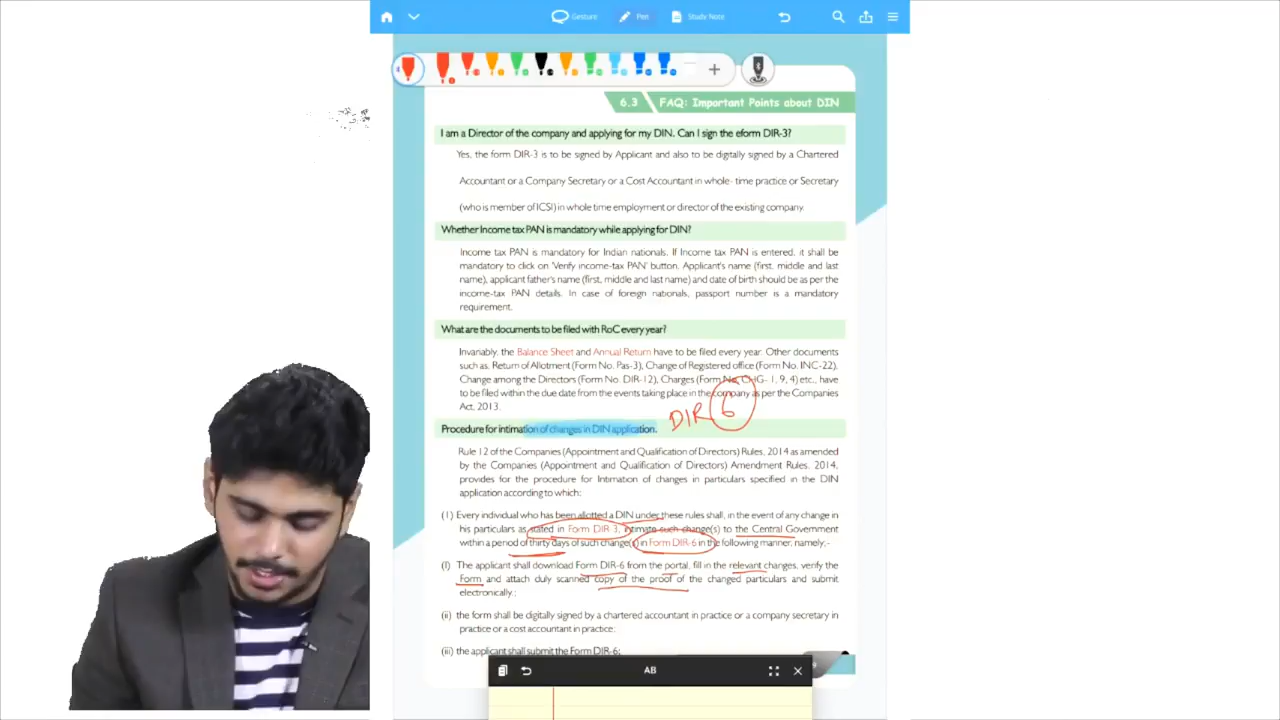 Gesture Pen Study Note
6.3 FAQ: Important Points about DIN
I am a Director of the company and applying for my DIN. Can I sign the eform DIR-3?
Yes, the form DIR-3 is to be signed by Applicant and also to be digitally signed by a Chartered
Accountant or a Company Secretary or a Cost Accountant in whole- time practice or Secretary
(who is member of ICSI) in whole time employment or director of the existing company.
Whether Income tax PAN is mandatory while applying for DIN?
Income tax PAN is mandatory for Indian nationals. If Income tax PAN is entered, it shall be
mandatory to click on 'Verify income-tax PAN' button. Applicant's name (first, middle and last
name), applicant father's name (first, middle and last name) and date of birth should be as per the
income-tax PAN details. In case of foreign nationals, passport number is a mandatory
requirement.
What are the documents to be filed with RoC every year?
Invariably, the Balance Sheet and Annual Return have to be filed every year. Other documents
such as, Return of Allotment (Form No. Pas-3), Change of Registered office (Form No. INC-22),
Change among the Directors (Form No. DIR-12), Charges (Form No. CHG- 1, 9, 4) etc., have
to be filed within the due date from the events taking place in the company as per the Companies
Act, 2013.
DIR 6
Procedure for intimation of changes in DIN application.
Rule 12 of the Companies (Appointment and Qualification of Directors) Rules, 2014 as amended
by the Companies (Appointment and Qualification of Directors) Amendment Rules, 2014,
provides for the procedure for Intimation of changes in particulars specified in the DIN
application according to which:
(1) Every individual who has been allotted a DIN under these rules shall, in the event of any change in
his particulars as stated in Form DIR 3, intimate such change(s) to the Central Government
within a period of thirty days of such change(s) in Form DIR-6 in the following manner, namely;-
(I) The applicant shall download Form DIR-6 from the portal, fill in the relevant changes, verify the
Form and attach duly scanned copy of the proof of the changed particulars and submit
electronically.;
(ii) the form shall be digitally signed by a chartered accountant in practice or a company secretary in
practice or a cost accountant in practice;
(iii) the applicant shall submit the Form DIR-6;
AB